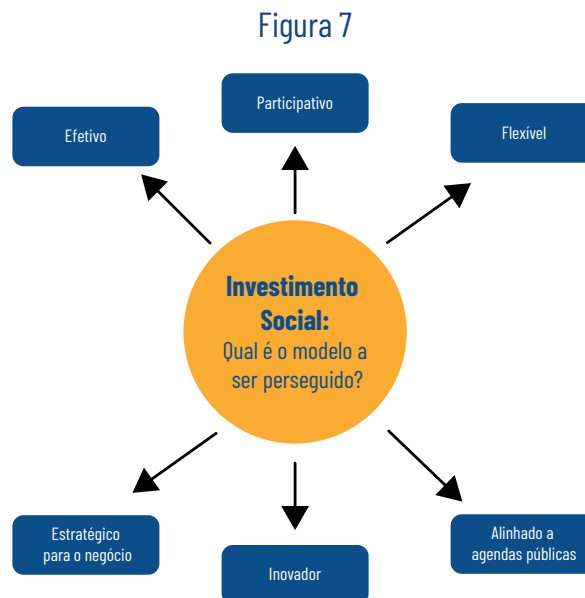 Figura 7
Participativo
Efetivo
Flexível
Investimento
Social:
Qual é o modelo a
ser perseguido?
Estratégico
para o negócio
Inovador
Alinhado a
agendas públicas